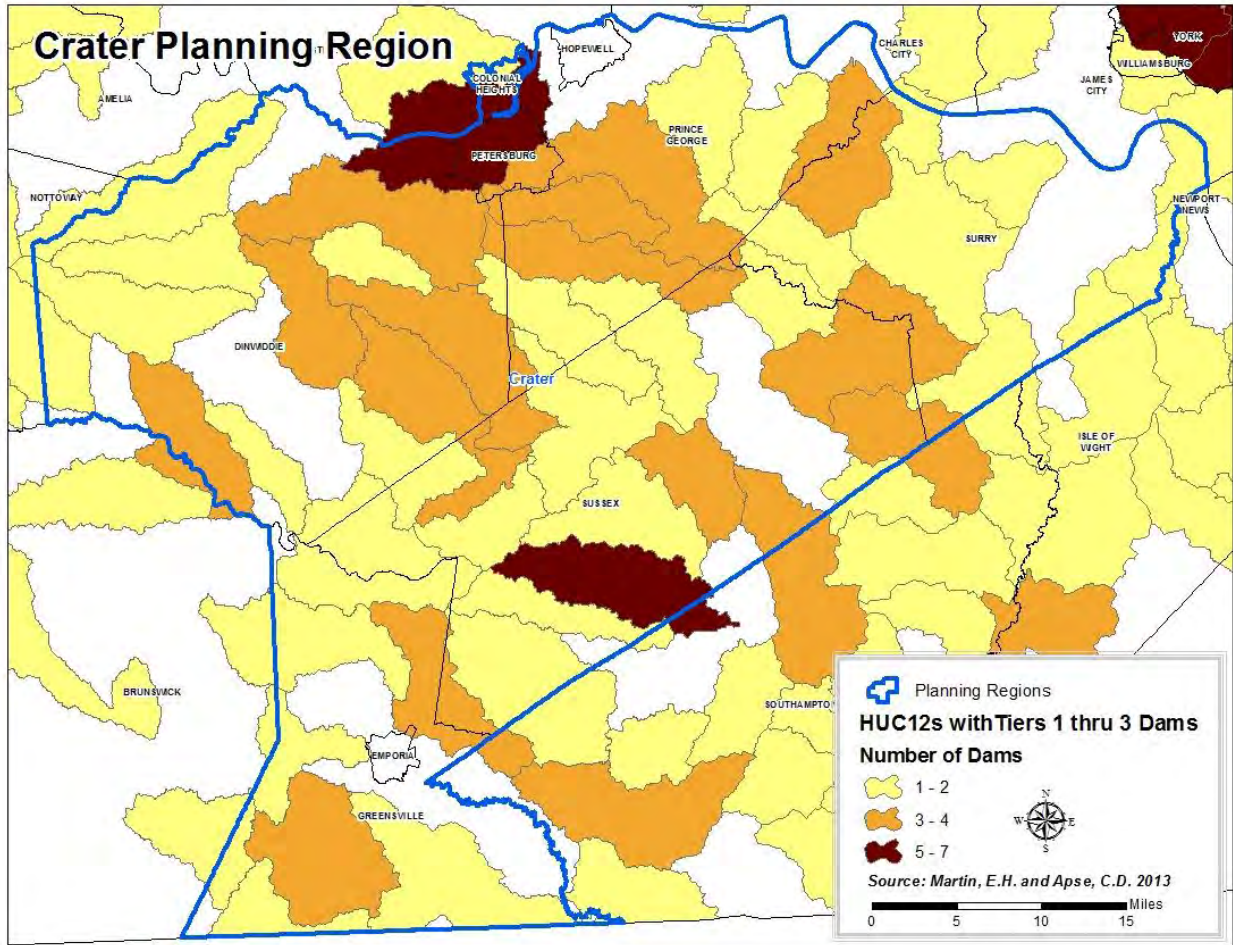 Crater Planning Region
HOPEWELL
CHARLES
CITY
YORK
WILLIAMSBURG
JAMES
CITY
COLONIAL
HEIGHTS
AMELIA
PRINCE
GEORGE
PETERSBURG
NOTTOWAY
NEWPORT
NEWS
SURRY
DINWIDDIE
Crater
ISLE OF
WIGHT
SUSSEX
BRUNSWICK
SOUTHAMPTO
EMPORIA
GREENSVILLE
Planning Regions
HUC12s withTiers 1 thru 3 Dams
Number of Dams
1 - 2
3 - 4
5 - 7
N
W E
S
Source: Martin, E.H. and Apse, C.D. 2013
Miles
0 5 10 15